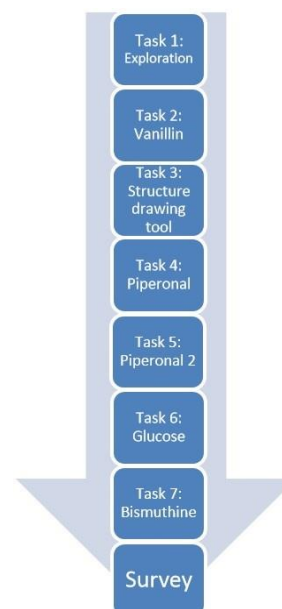 Task 1:
Exploration
Task 2:
Vanillin
Task 3:
Structure
drawing
tool
Task 4:
Piperonal
Task 5:
Piperonal 2
Task 6:
Glucose
Task 7:
Bismuthine
Survey